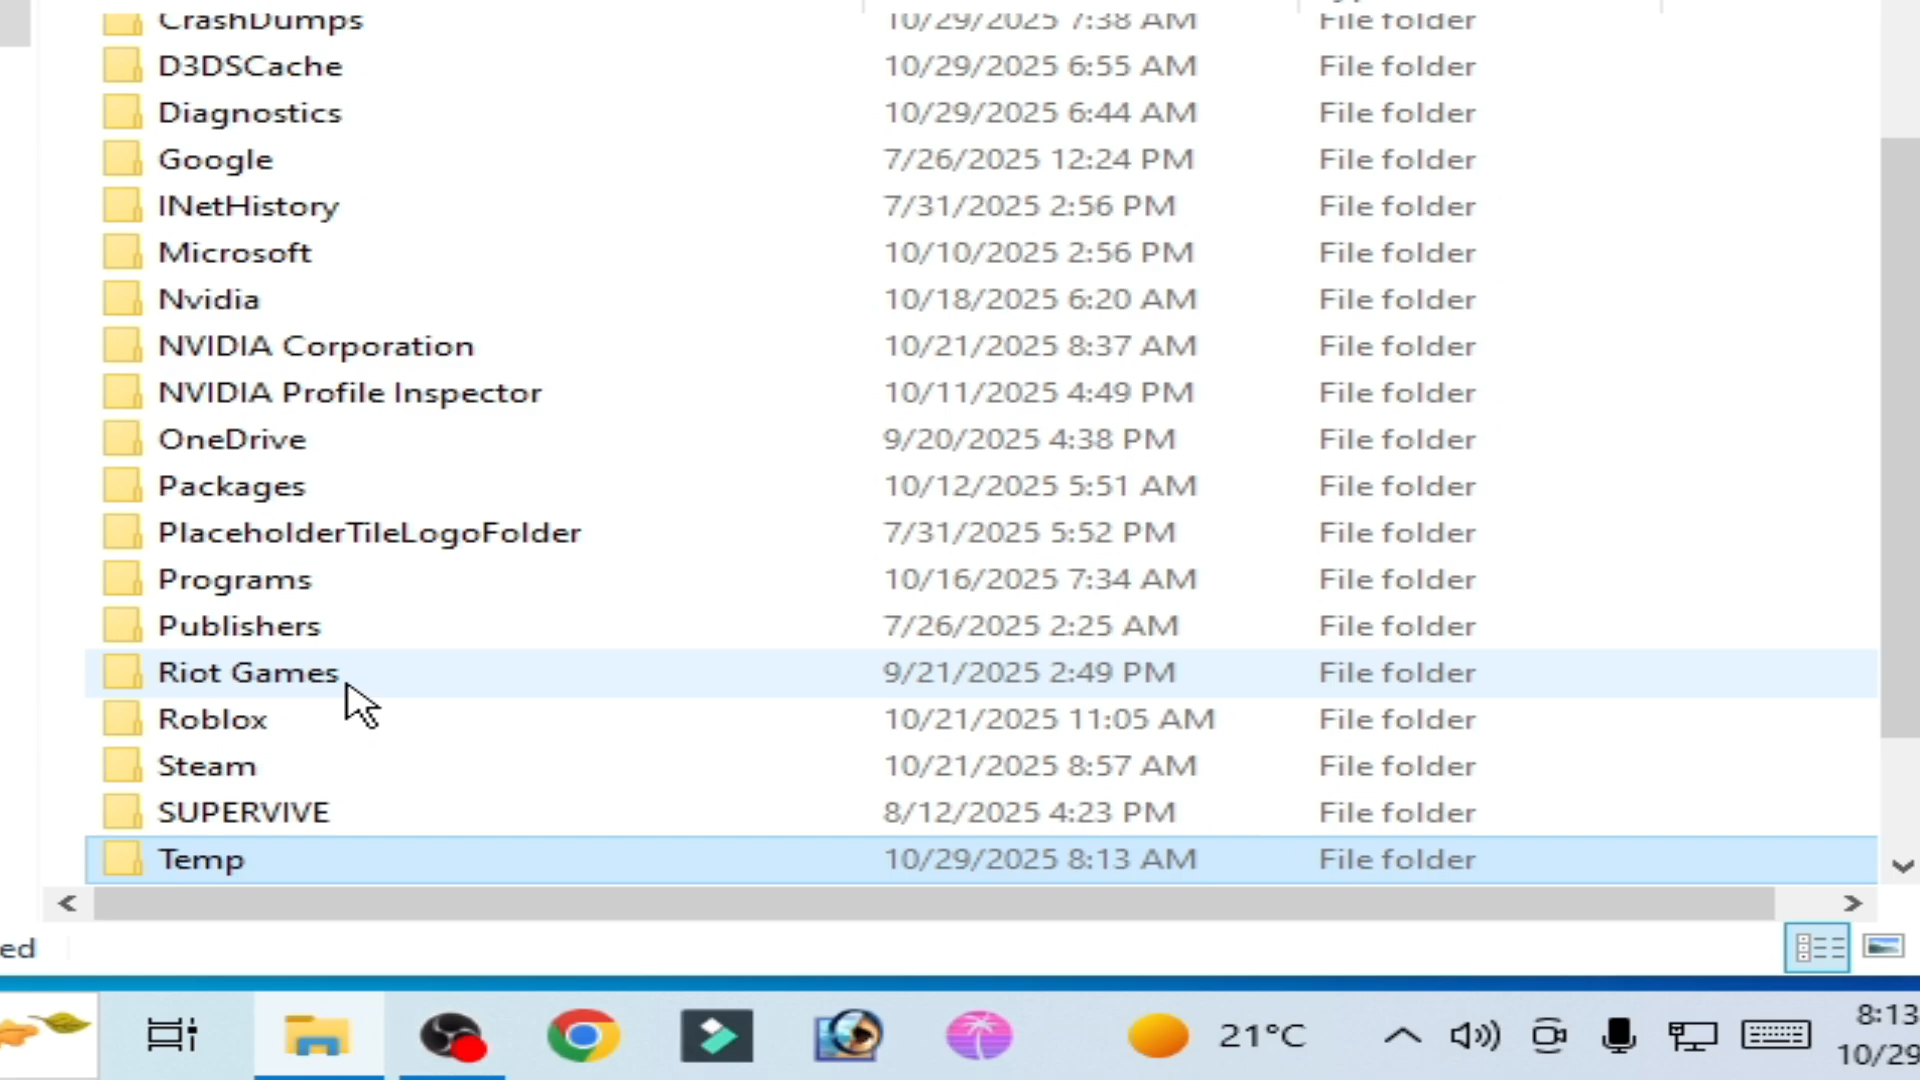 CrashDumps 10/29/2025 7:38 AM File folder
D3DSCache 10/29/2025 6:55 AM File folder
Diagnostics 10/29/2025 6:44 AM File folder
Google 7/26/2025 12:24 PM File folder
INetHistory 7/31/2025 2:56 PM File folder
Microsoft 10/10/2025 2:56 PM File folder
Nvidia 10/18/2025 6:20 AM File folder
NVIDIA Corporation 10/21/2025 8:37 AM File folder
NVIDIA Profile Inspector 10/11/2025 4:49 PM File folder
OneDrive 9/20/2025 4:38 PM File folder
Packages 10/12/2025 5:51 AM File folder
PlaceholderTileLogoFolder 7/31/2025 5:52 PM File folder
Programs 10/16/2025 7:34 AM File folder
Publishers 7/26/2025 2:25 AM File folder
Riot Games 9/21/2025 2:49 PM File folder
Roblox 10/21/2025 11:05 AM File folder
Steam 10/21/2025 8:57 AM File folder
SUPERVIVE 8/12/2025 4:23 PM File folder
Temp 10/29/2025 8:13 AM File folder
ed
21°C
8:13
10/29